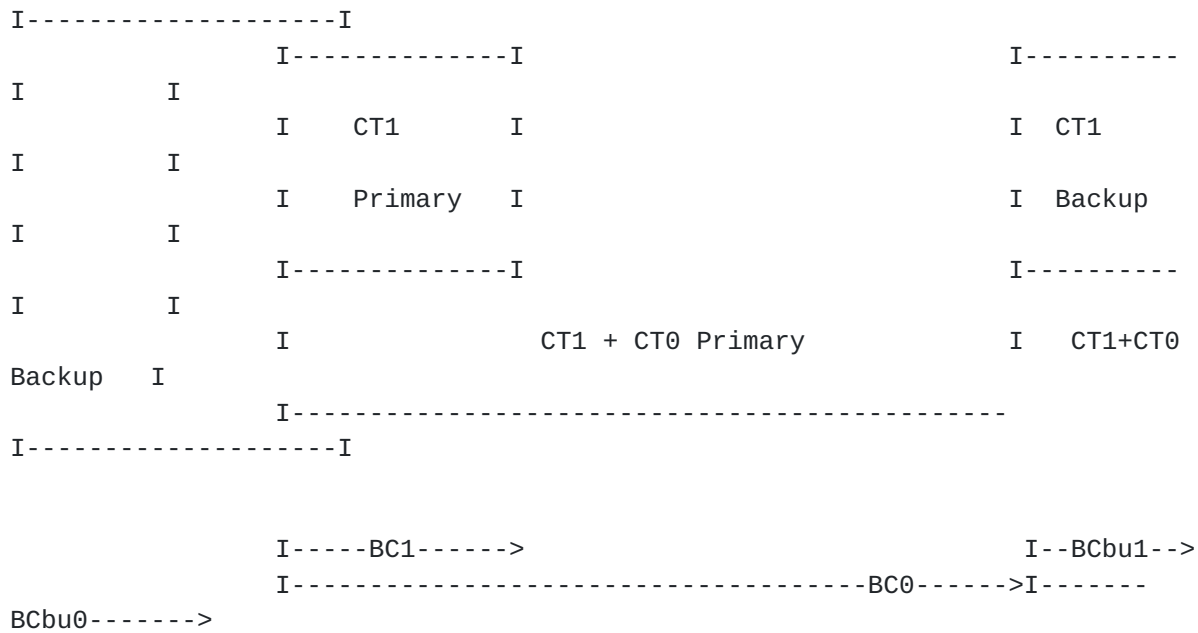 I--------------------I
                 I--------------I                               I----------
I         I
                 I    CT1       I                               I  CT1
I         I
                 I    Primary   I                               I  Backup
I         I
                 I--------------I                               I----------
I         I
                 I                CT1 + CT0 Primary             I   CT1+CT0
Backup   I
                 I----------------------------------------------
I--------------------I

                 I-----BC1------>                                I--BCbu1-->
                 I-------------------------------------BC0------>I-------
BCbu0------->